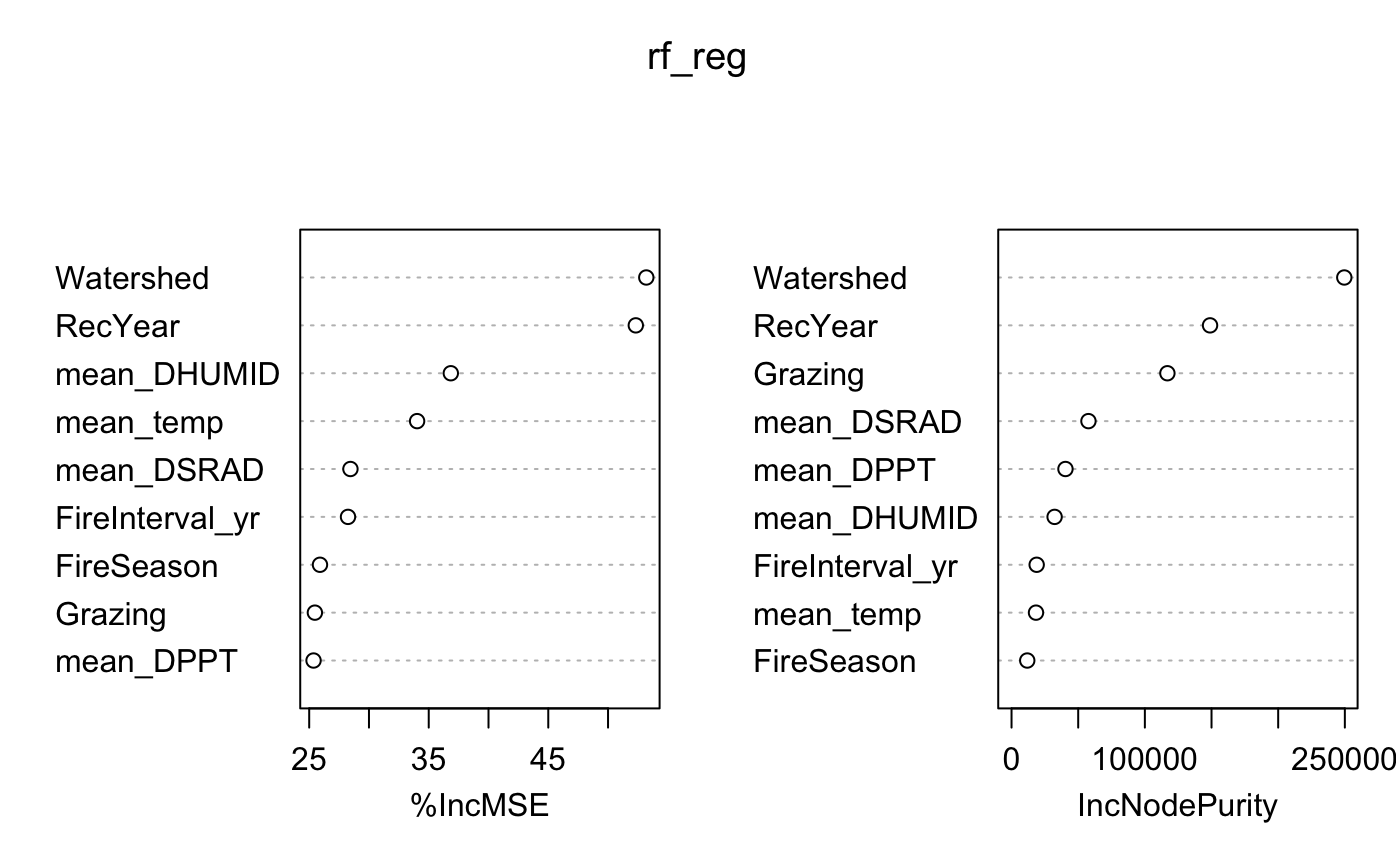 rf_reg
Watershed
RecYear
mean_DHUMID
mean_temp
mean_DSRAD
FireInterval_yr
FireSeason
Grazing
mean_DPPT
25 35 45
%IncMSE
Watershed
RecYear
Grazing
mean_DSRAD
mean_DPPT
mean_DHUMID
FireInterval_yr
mean_temp
FireSeason
0 100000 250000
IncNodePurity